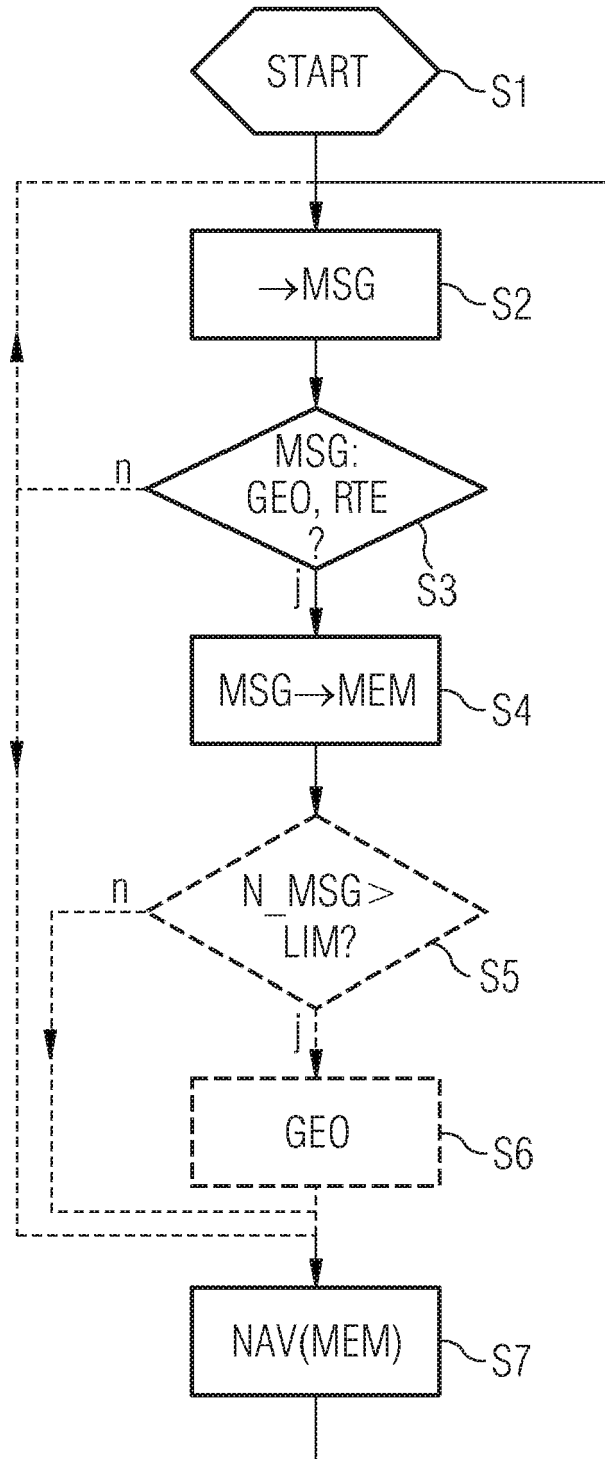 START
S1
→MSG
S2
MSG:
GEO, RTE
?
n
j
S3
MSG→MEM
S4
N_MSG>
LIM?
n
j
S5
GEO
S6
NAV(MEM)
S7